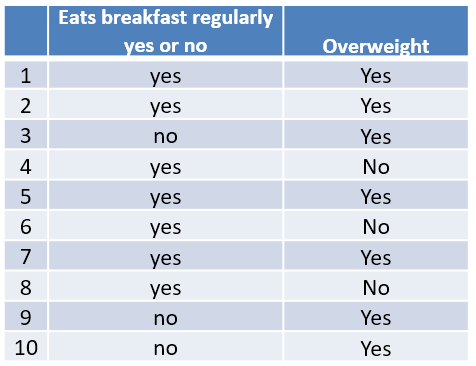 Eats breakfast regularly
yes or no Overweight
1 yes Yes
2 yes Yes
3 no Yes
4 yes No
5 yes Yes
6 yes No
7 yes Yes
8 yes No
9 no Yes
10 no Yes